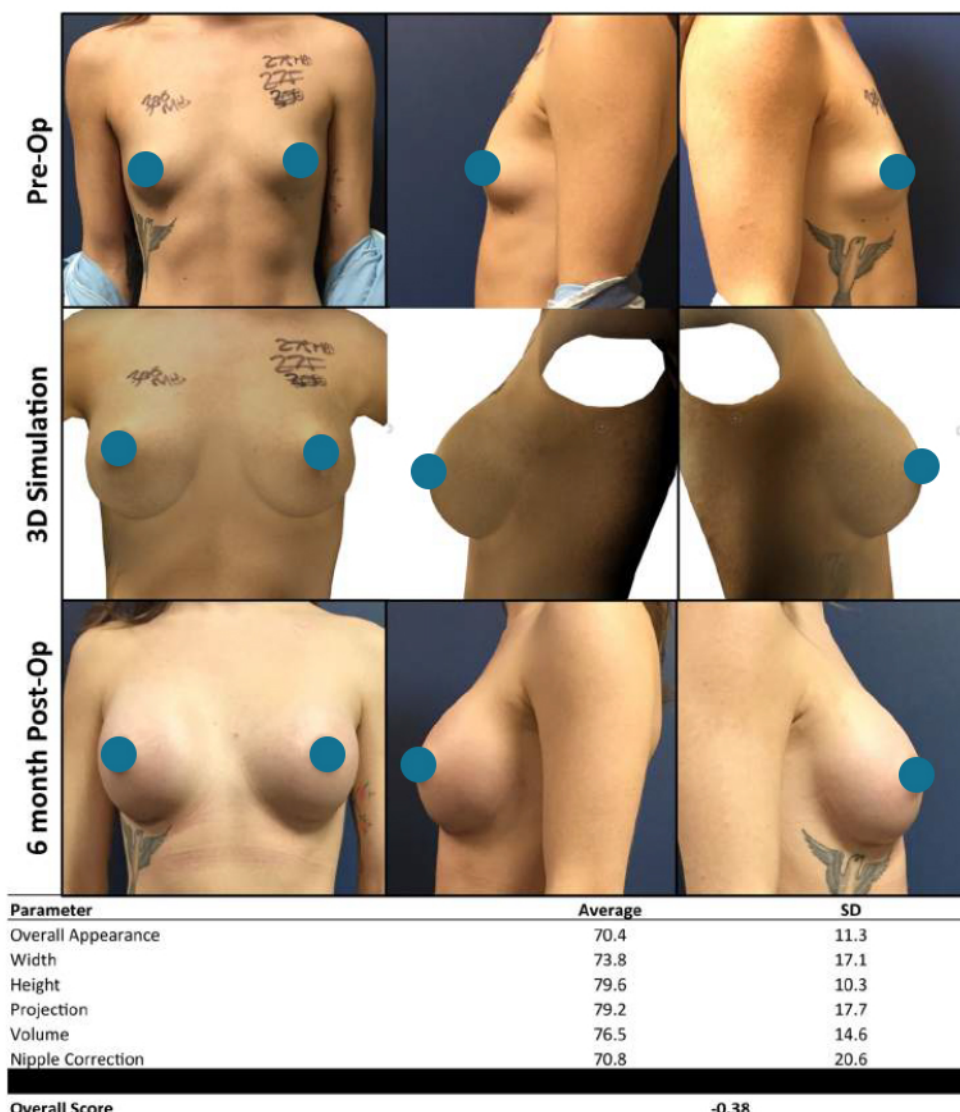 Pre-Op
3D Simulation
6 month Post-Op
Parameter Average SD
Overall Appearance 70.4 11.3
Width 73.8 17.1
Height 79.6 10.3
Projection 79.2 17.7
Volume 76.5 14.6
Nipple Correction 70.8 20.6
Overall Score -0.38